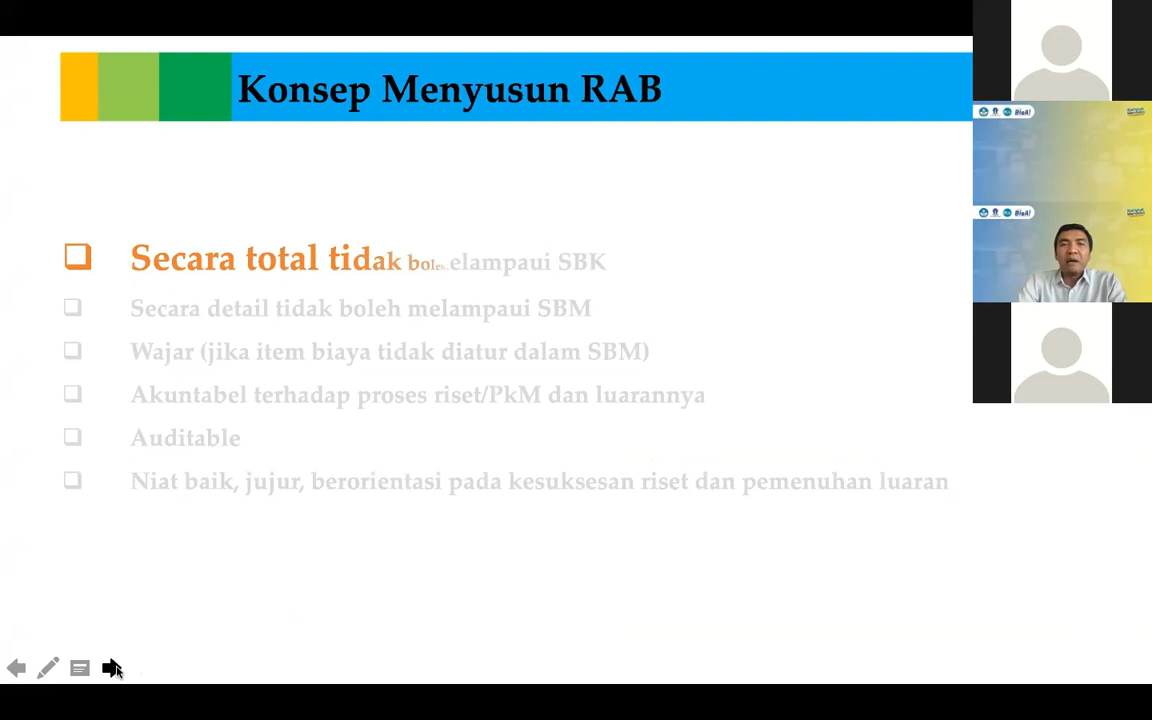 Konsep Menyusun RAB
Secara total tidak elampaui SBK
Secara detail tidak boleh melampaui SBM
Wajar (jika item biaya tidak diatur dalam SBM)
Akuntabel terhadap proses riset/PkM dan luarannya
Auditable
Niat baik, jujur, berorientasi pada kesuksesan riset dan pemenuhan luaran